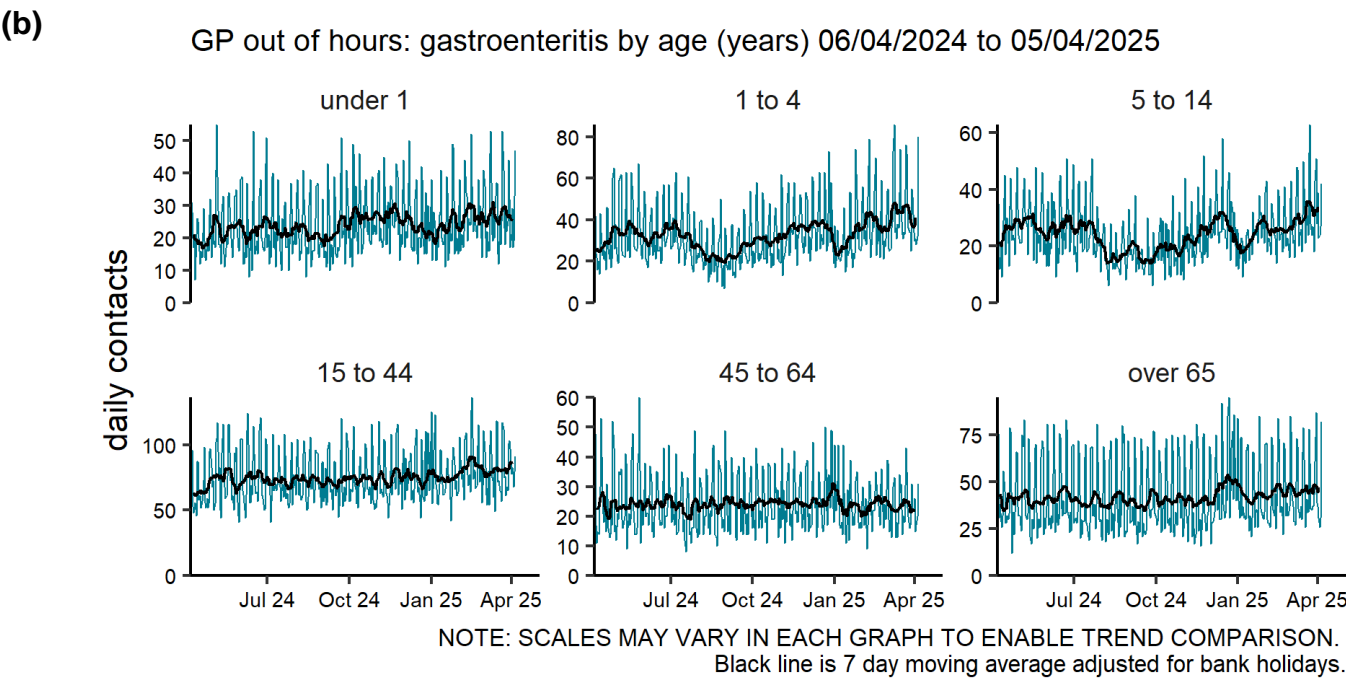 (b)
GP out of hours: gastroenteritis by age (years) 06/04/2024 to 05/04/2025
under 1
1 to 4
5 to 14
50
40
30
20
10
0
80
60
40
20
0
60
40
20
0
daily contacts
15 to 44
45 to 64
over 65
100
50
0
60
50
40
30
20
10
0
75
50
25
0
Jul 24 Oct 24 Jan 25 Apr 25
Jul 24 Oct 24 Jan 25 Apr 25
Jul 24 Oct 24 Jan 25 Apr 25
NOTE: SCALES MAY VARY IN EACH GRAPH TO ENABLE TREND COMPARISON.
Black line is 7 day moving average adjusted for bank holidays.